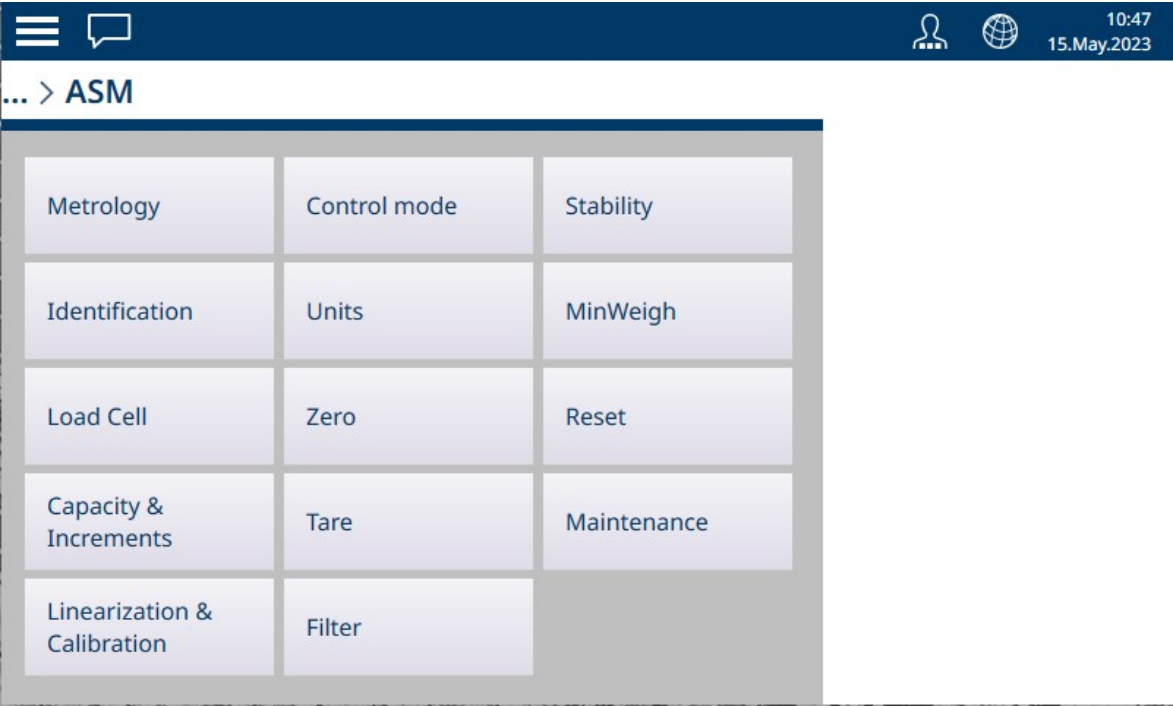 10:47
15.May.2023
... > ASM
Metrology
Control mode
Stability
Identification
Units
MinWeigh
Load Cell
Zero
Reset
Capacity &
Increments
Tare
Maintenance
Linearization &
Calibration
Filter